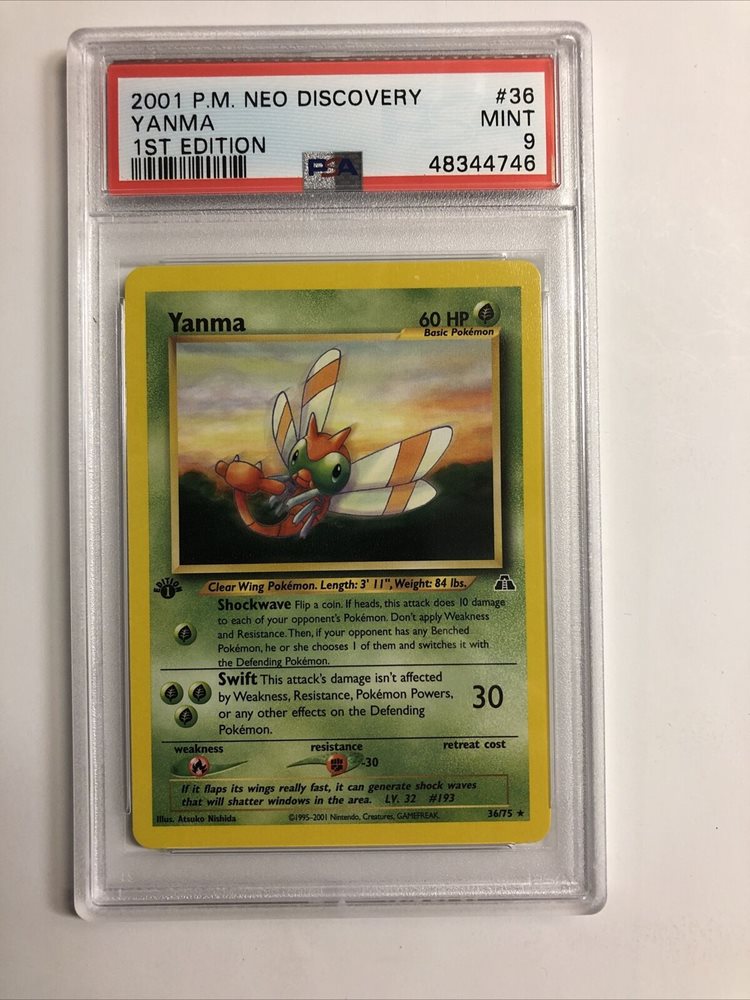 2001 P.M. NEO DISCOVERY #36
YANMA MINT
1ST EDITION 9
PSA 48344746
Yanma 60 HP
Basic Pokémon
EDITION
1
Clear Wing Pokémon. Length: 3' 11", Weight: 84 lbs.
Shockwave Flip a coin. If heads, this attack does 10 damage
to each of your opponent's Pokémon. Don't apply Weakness
and Resistance. Then, if your opponent has any Benched
Pokémon, he or she chooses 1 of them and switches it with
the Defending Pokémon.
Swift This attack's damage isn't affected
by Weakness, Resistance, Pokémon Powers, 30
or any other effects on the Defending
Pokémon.
weakness resistance retreat cost
-30
If it flaps its wings really fast, it can generate shock waves
that will shatter windows in the area. LV. 32 #193
Illus. Atsuko Nishida ©1995-2001 Nintendo, Creatures, GAMEFREAK. 36/75 ★